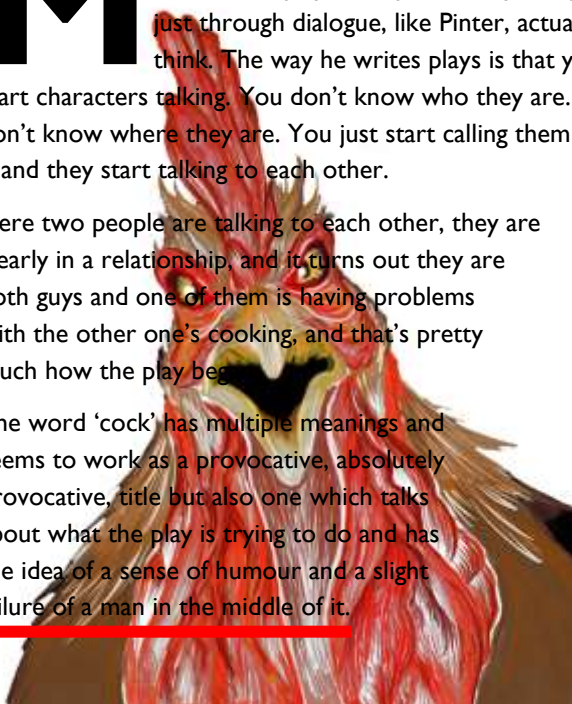 M
just through dialogue, like Pinter, actua
think. The way he writes plays is that y
art characters talking. You don’t know who they are.
on’t know where they are. You just start calling them
and they start talking to each other.
ere two people are talking to each other, they are
early in a relationship, and it turns out they are
oth guys and one of them is having problems
ith the other one’s cooking, and that’s pretty
uch how the play beg
he word ‘cock’ has multiple meanings and
eems to work as a provocative, absolutely
rovocative, title but also one which talks
bout what the play is trying to do and has
e idea of a sense of humour and a slight
ilure of a man in the middle of it.